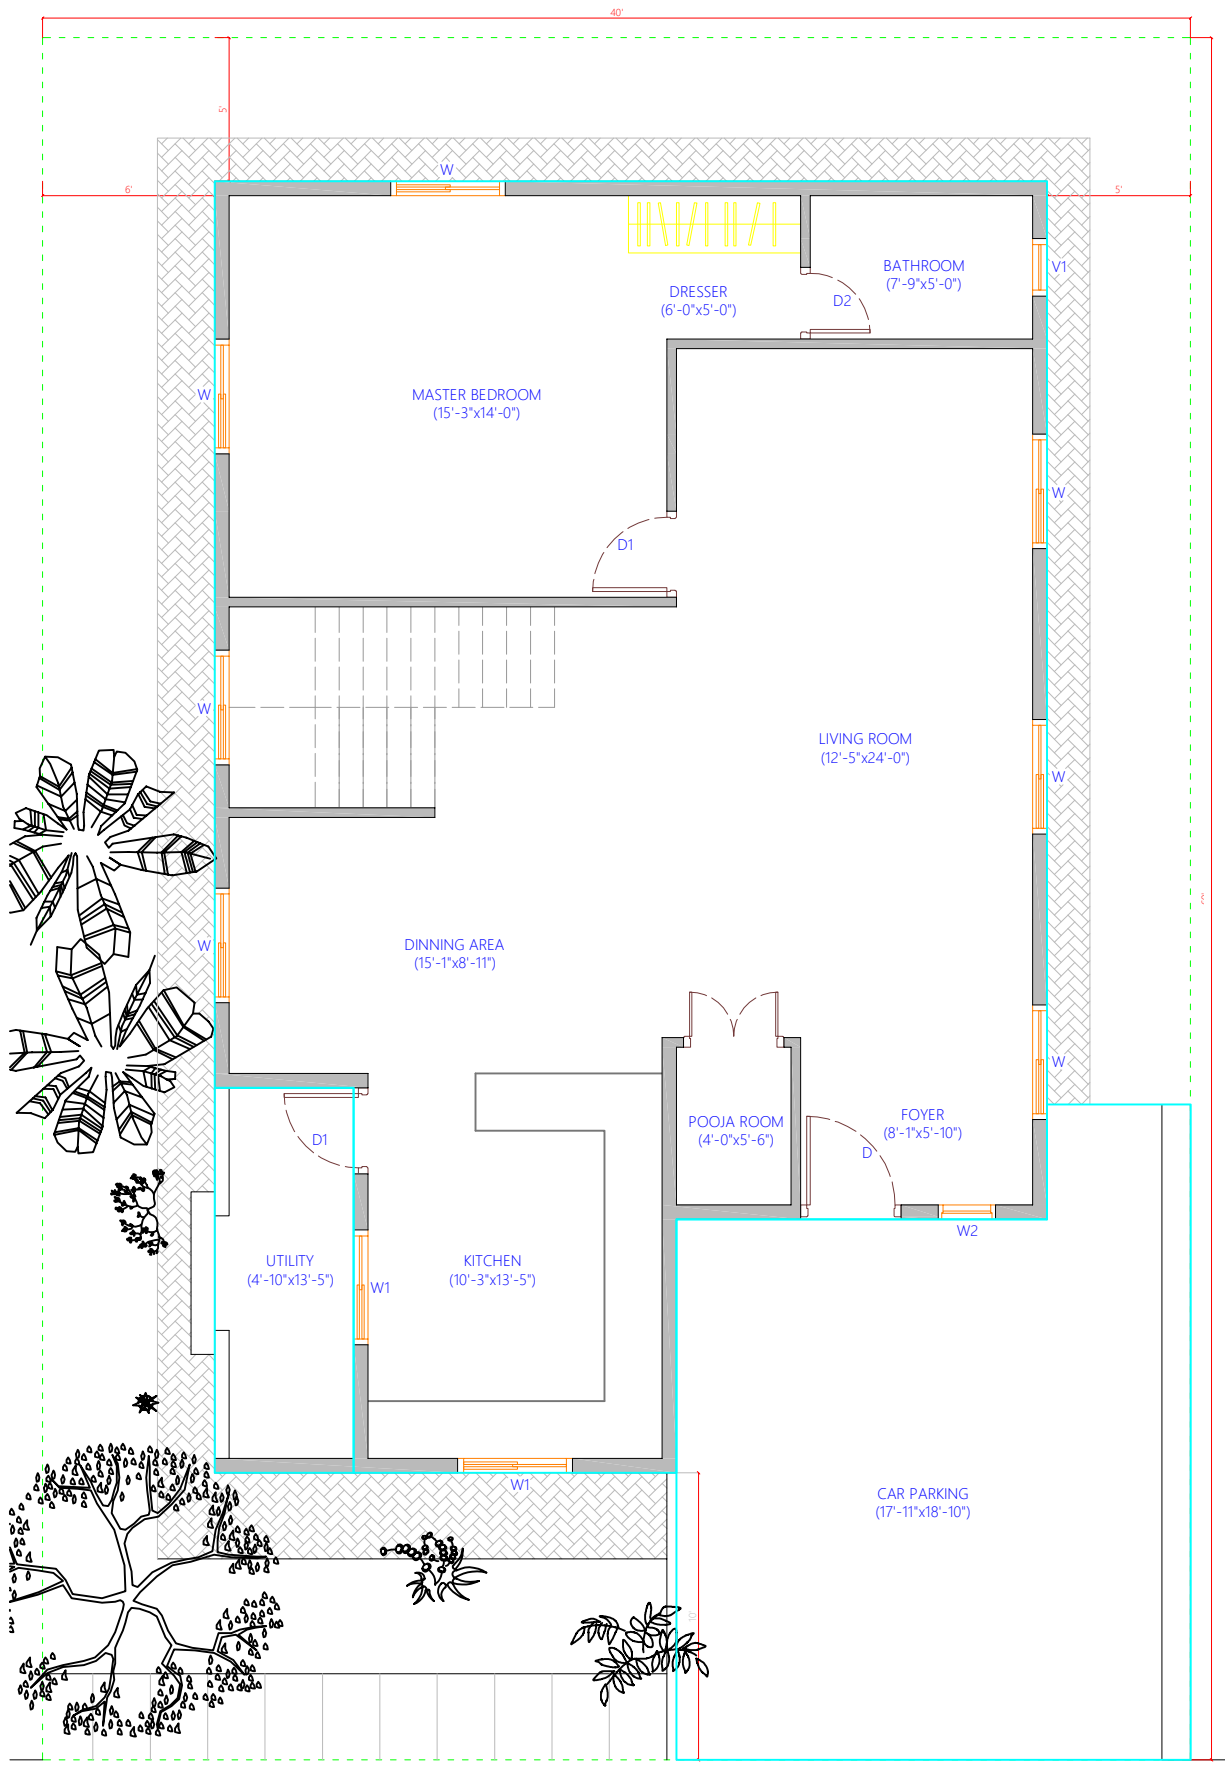 40'
5'
6'
5'
W
V1
BATHROOM
(7'-9"x5'-0")
D2
DRESSER
(6'-0"x5'-0")
W
MASTER BEDROOM
(15'-3"x14'-0")
W
D1
W
LIVING ROOM
(12'-5"x24'-0")
W
W
DINNING AREA
(15'-1"x8'-11")
W
POOJA ROOM
(4'-0"x5'-6")
FOYER
(8'-1"x5'-10")
D1
D
W2
UTILITY
(4'-10"x13'-5")
KITCHEN
(10'-3"x13'-5")
W1
W1
CAR PARKING
(17'-11"x18'-10")
10'